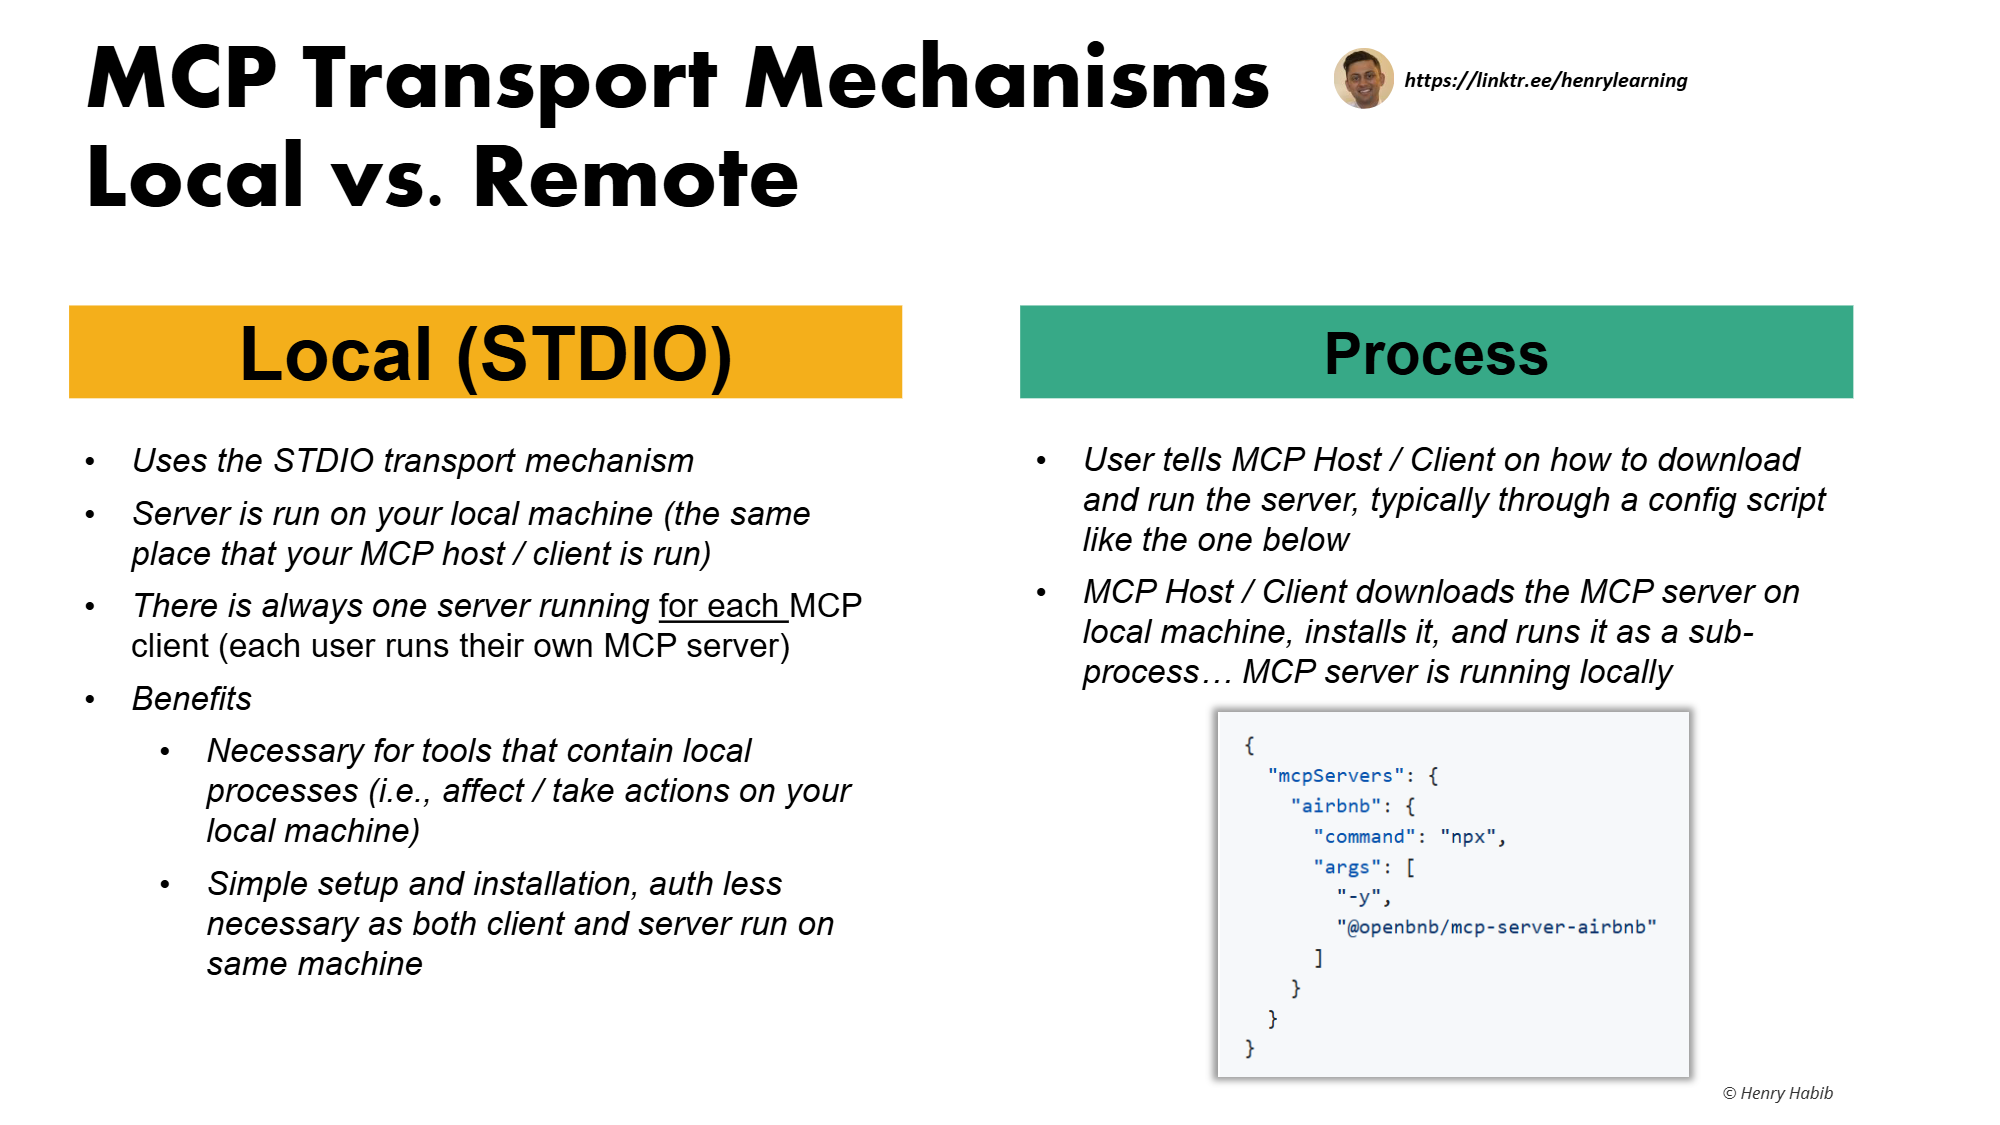 MCP Transport Mechanisms
Local vs. Remote
https://linktr.ee/henrylearning
Local (STDIO)
• Uses the STDIO transport mechanism
• Server is run on your local machine (the same
place that your MCP host / client is run)
• There is always one server running for each MCP
client (each user runs their own MCP server)
• Benefits
• Necessary for tools that contain local
processes (i.e., affect / take actions on your
local machine)
• Simple setup and installation, auth less
necessary as both client and server run on
same machine
Process
• User tells MCP Host / Client on how to download
and run the server, typically through a config script
like the one below
• MCP Host / Client downloads the MCP server on
local machine, installs it, and runs it as a sub-
process… MCP server is running locally
{
"mcpServers": {
"airbnb": {
"command": "npx",
"args": [
"-y",
"@openbnb/mcp-server-airbnb"
]
}
}
}
© Henry Habib